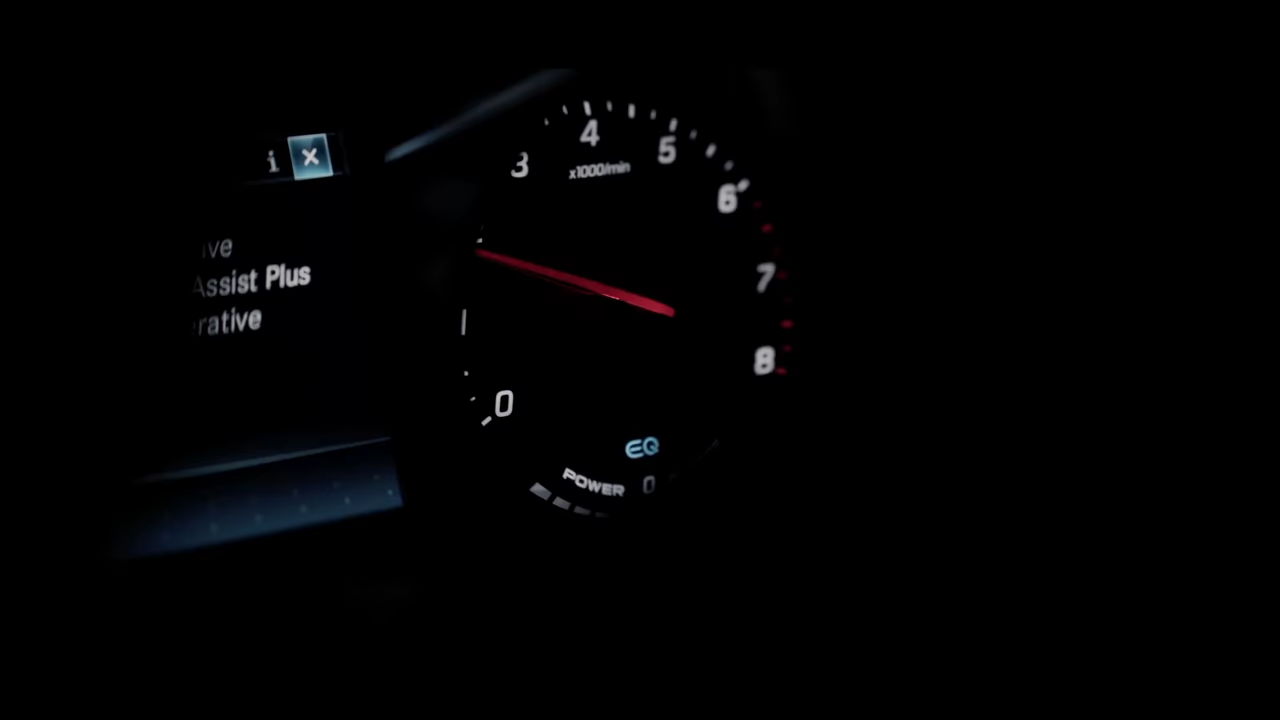 i ×
ive
Assist Plus
rative
0
3
4
5
6
7
8
x1000/min
EQ
POWER 0